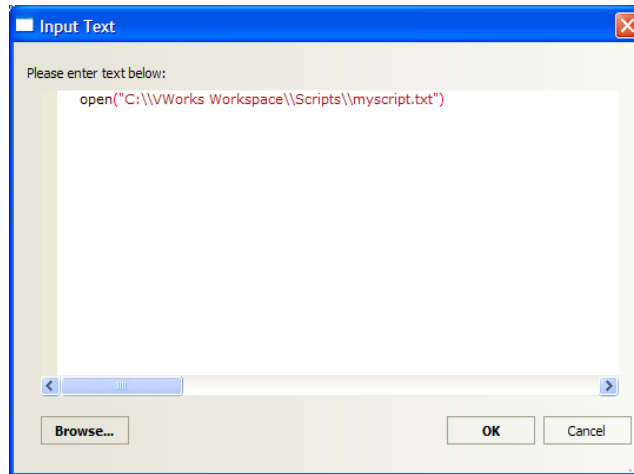 Input Text
Please enter text below:
open("C:\\VWorks Workspace\\Scripts\\myscript.txt")
Browse... OK Cancel